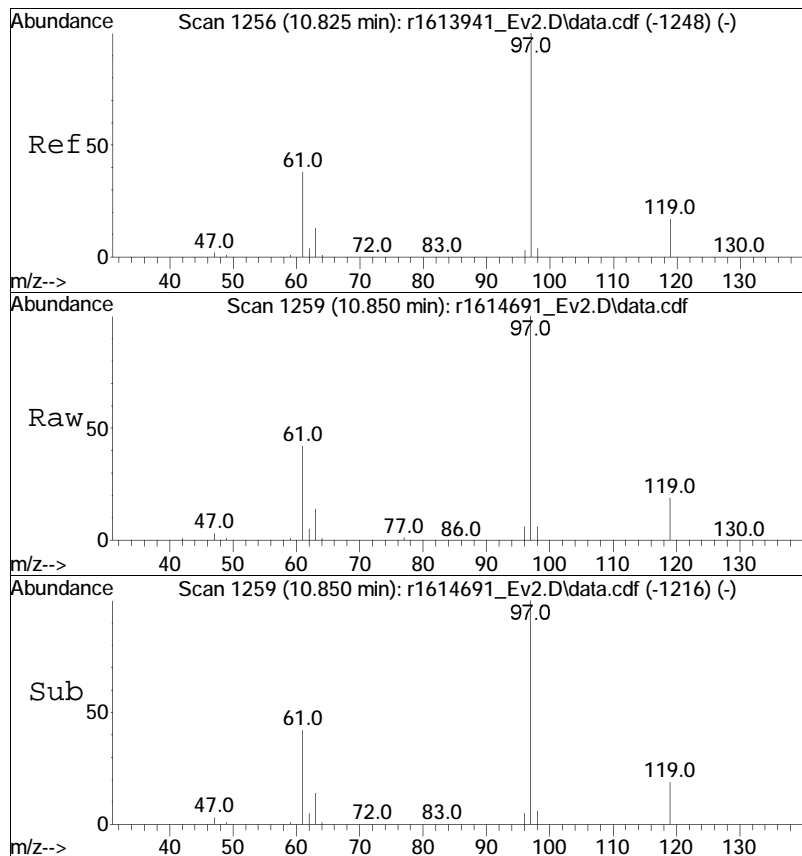 Abundance Scan 1256 (10.825 min): r1613941_Ev2.D\data.cdf (-1248) (-)
97.0
Ref 50
61.0
119.0
47.0 72.0 83.0 130.0
0
m/z--> 40 50 60 70 80 90 100 110 120 130
Abundance Scan 1259 (10.850 min): r1614691_Ev2.D\data.cdf
97.0
Raw 50
61.0
119.0
47.0 77.0 86.0 130.0
0
m/z--> 40 50 60 70 80 90 100 110 120 130
Abundance Scan 1259 (10.850 min): r1614691_Ev2.D\data.cdf (-1216) (-)
97.0
Sub 50
61.0
119.0
47.0 72.0 83.0 130.0
0
m/z--> 40 50 60 70 80 90 100 110 120 130